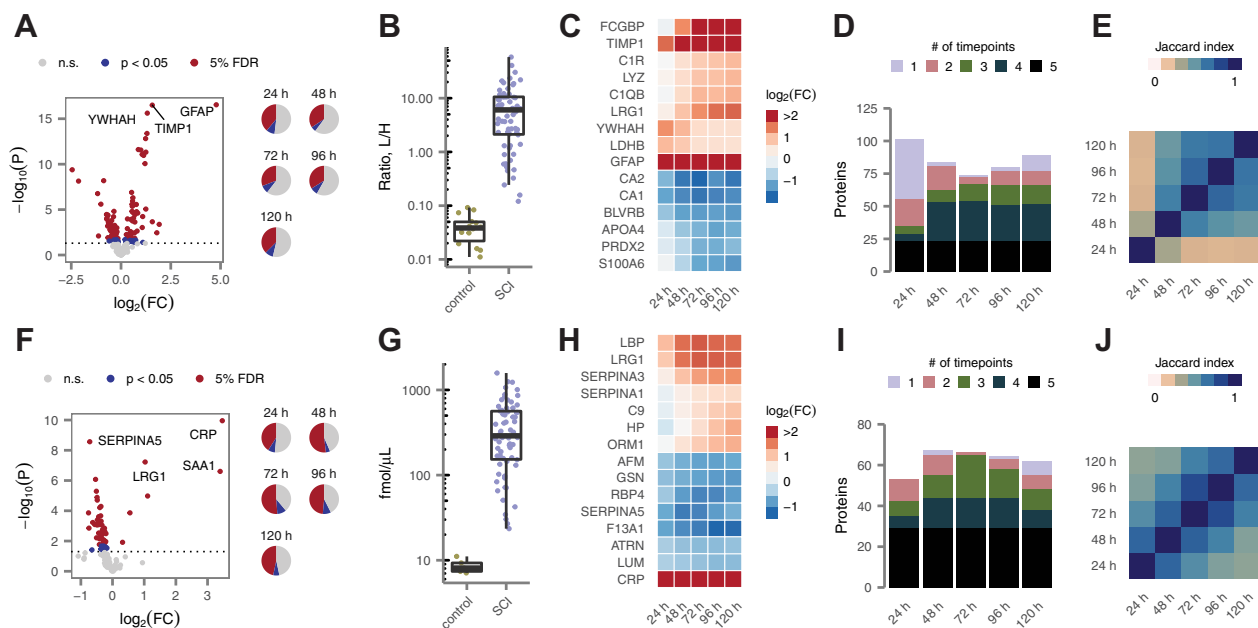 A
n.s.
p < 0.05
5% FDR
15
10
5
0
−log10(P)
YWHAH
TIMP1
GFAP
−2.5
0.0
2.5
5.0
log2(FC)
24 h
48 h
72 h
96 h
120 h
B
Ratio, L/H
10.00
1.00
0.10
0.01
control
SCI
C
FCGBP
TIMP1
C1R
LYZ
C1QB
LRG1
YWHAH
LDHB
GFAP
CA2
CA1
BLVRB
APOA4
PRDX2
S100A6
24 h
48 h
72 h
96 h
120 h
log2(FC)
>2
1
0
−1
D
# of timepoints
1 2 3 4 5
Proteins
125
100
75
50
25
0
24 h
48 h
72 h
96 h
120 h
E
Jaccard index
0 1
120 h
96 h
72 h
48 h
24 h
24 h
48 h
72 h
96 h
120 h
F
n.s.
p < 0.05
5% FDR
10
8
6
4
2
0
−log10(P)
SERPINA5
CRP
SAA1
LRG1
−1
0
1
2
3
log2(FC)
24 h
48 h
72 h
96 h
120 h
G
fmol/μL
1000
100
10
control
SCI
H
LBP
LRG1
SERPINA3
SERPINA1
C9
HP
ORM1
AFM
GSN
RBP4
SERPINA5
F13A1
ATRN
LUM
CRP
24 h
48 h
72 h
96 h
120 h
log2(FC)
>2
1
0
−1
I
# of timepoints
1 2 3 4 5
Proteins
80
60
40
20
0
24 h
48 h
72 h
96 h
120 h
J
Jaccard index
0 1
120 h
96 h
72 h
48 h
24 h
24 h
48 h
72 h
96 h
120 h